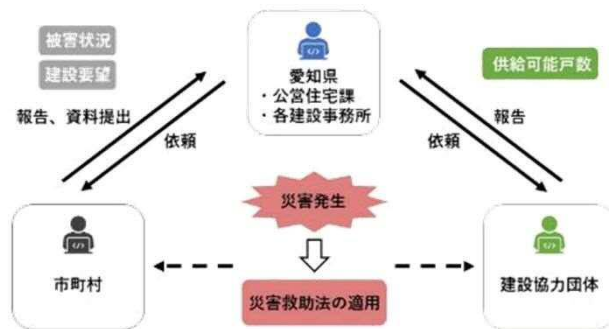 被害状況
建設要望
報告、資料提出
依頼
愛知県
・公営住宅課
・各建設事務所
供給可能戸数
報告
依頼
災害発生
市町村
災害救助法の適用
建設協力団体